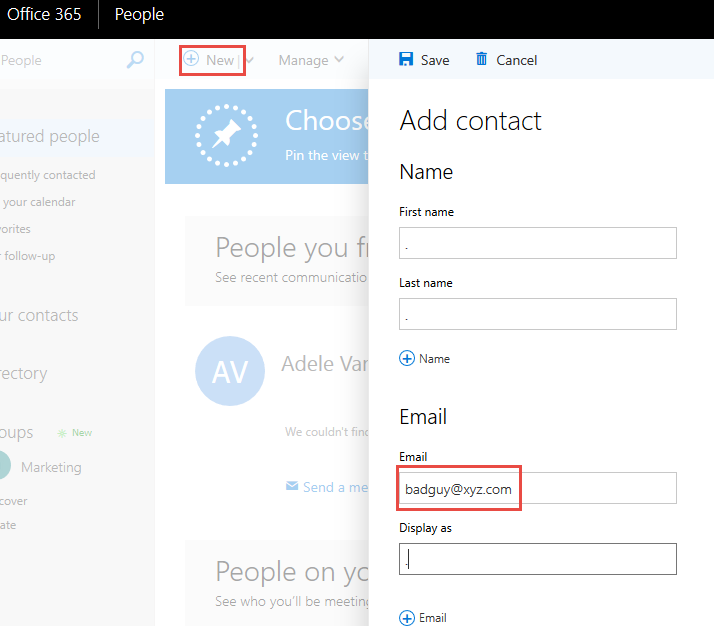 Office 365 People
People
New
Manage
Save
Cancel
Choose
Pin the view t
Add contact
Name
First name
.
Last name
.
Name
Email
Email
badguy@xyz.com
Display as
.
Email
atured people
quently contacted
your calendar
orites
follow-up
ur contacts
rectory
oups New
Marketing
cover
ate
People you fr
See recent communicatio
AV
Adele Van
We couldn't find
Send a me
People on yo
See who you'll be meeting